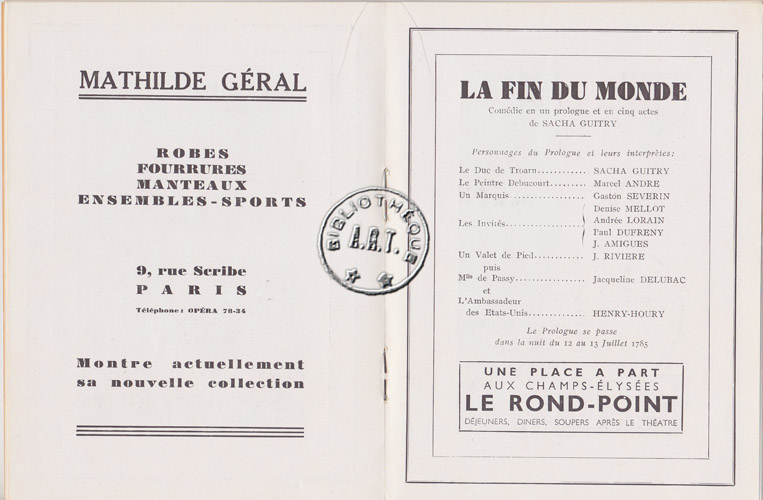 MATHILDE GÉRAL
ROBES
FOURRURES
MANTEAUX
ENSEMBLES-SPORTS
9, rue Scribe
PARIS
Téléphone: OPÉRA 78-34
Montre actuellement
sa nouvelle collection
BIBLIOTHÈQUE
A.R.T.
LA FIN DU MONDE
Comédie en un prologue et en cinq actes
de SACHA GUITRY
Personnages du Prologue et leurs interprètes:
Le Duc de Troarn............ SACHA GUITRY
Le Peintre Debucourt......... Marcel ANDRE
Un Marquis................. Gaston SEVERIN
Denise MELLOT
Les Invités................ Andrée LORAIN
Paul DUFRENY
J. AMIGUES
Un Valet de Pied............ J. RIVIERE
puis
Mlle de Passy................ Jacqueline DELUBAC
et
L'Ambassadeur
des Etats-Unis............. HENRY-HOURY
Le Prologue se passe
dans la nuit du 12 au 13 Juillet 1785
UNE PLACE A PART
AUX CHAMPS-ÉLYSÉES
LE ROND-POINT
DÉJEUNERS, DINERS, SOUPERS APRÈS LE THÉATRE